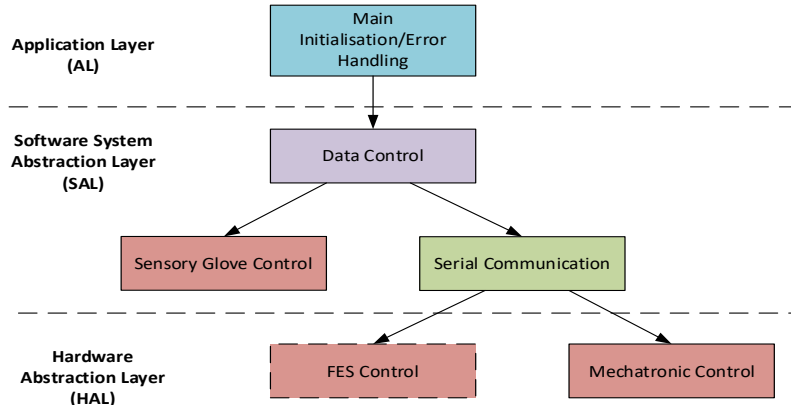 Main
Initialisation/Error
Handling
Application Layer
(AL)
Software System
Abstraction Layer
(SAL)
Data Control
Sensory Glove Control
Serial Communication
Hardware
Abstraction Layer
(HAL)
FES Control
Mechatronic Control